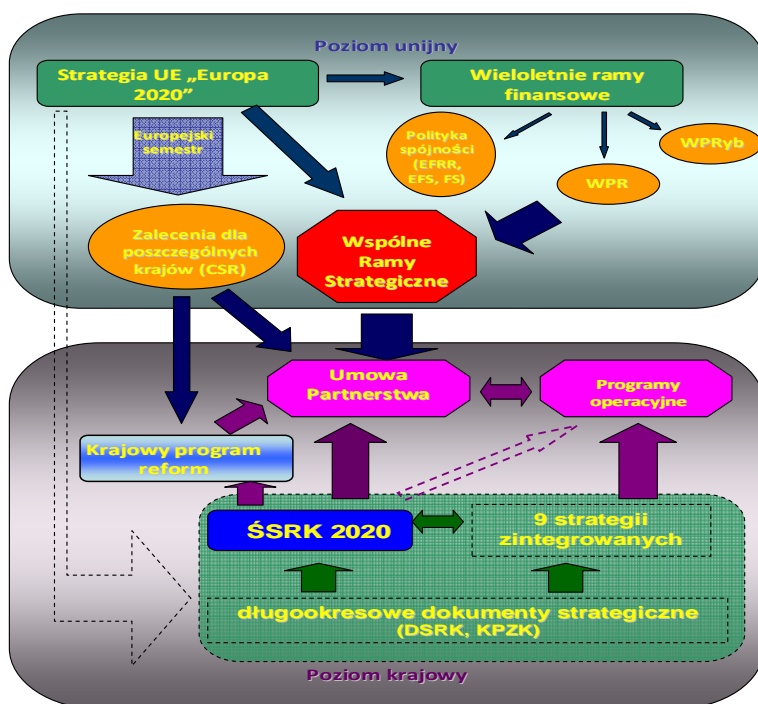 Poziom unijny
Strategia UE „Europa
2020”
Wieloletnie ramy
finansowe
Europejski
semestr
Polityka
spójności
(EFRR,
EFS, FS)
WPR
WPRyb
Zalecenia dla
poszczególnych
krajów (CSR)
Wspólne
Ramy
Strategiczne
Umowa
Partnerstwa
Programy
operacyjne
Krajowy program
reform
ŚSRK 2020
9 strategii
zintegrowanych
długookresowe dokumenty strategiczne
(DSRK, KPZK)
Poziom krajowy